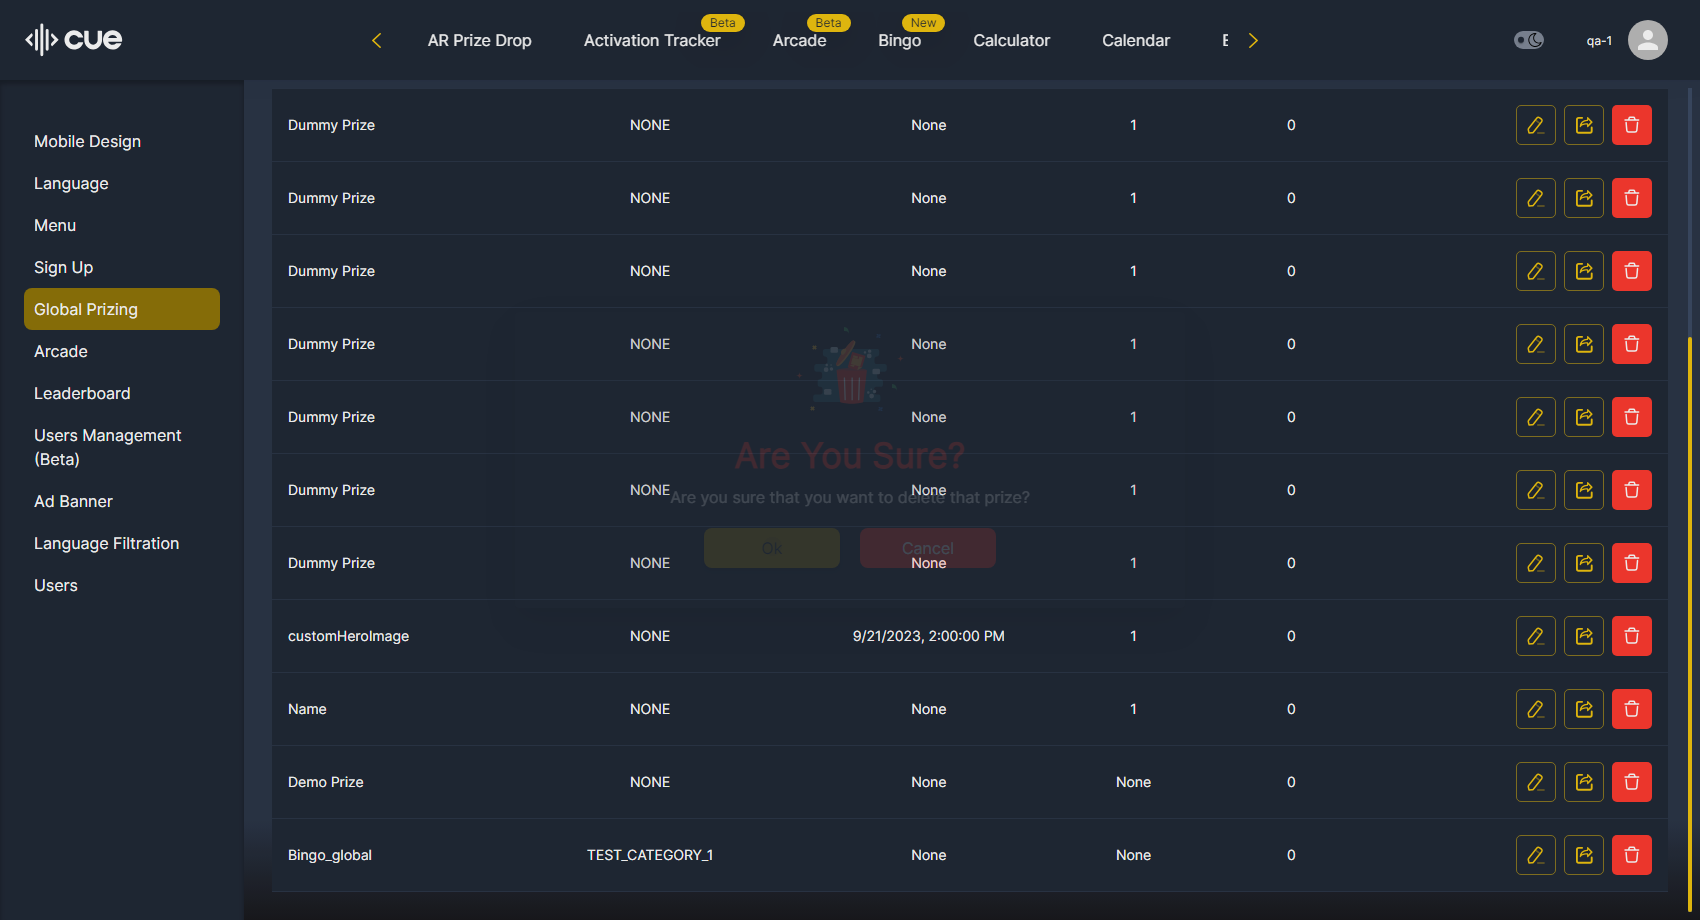 cue
AR Prize Drop
Beta
Activation Tracker
Beta
Arcade
New
Bingo
Calculator
Calendar
qa-1
Mobile Design
Language
Menu
Sign Up
Global Prizing
Arcade
Leaderboard
Users Management
(Beta)
Ad Banner
Language Filtration
Users
Dummy Prize NONE None 1 0
Dummy Prize NONE None 1 0
Dummy Prize NONE None 1 0
Dummy Prize NONE None 1 0
Dummy Prize NONE None 1 0
Dummy Prize NONE None 1 0
Dummy Prize NONE None 1 0
customHeroImage NONE 9/21/2023, 2:00:00 PM 1 0
Name NONE None 1 0
Demo Prize NONE None None 0
Bingo_global TEST_CATEGORY_1 None None 0
Are You Sure?
Are you sure that you want to delete that prize?
Ok
Cancel